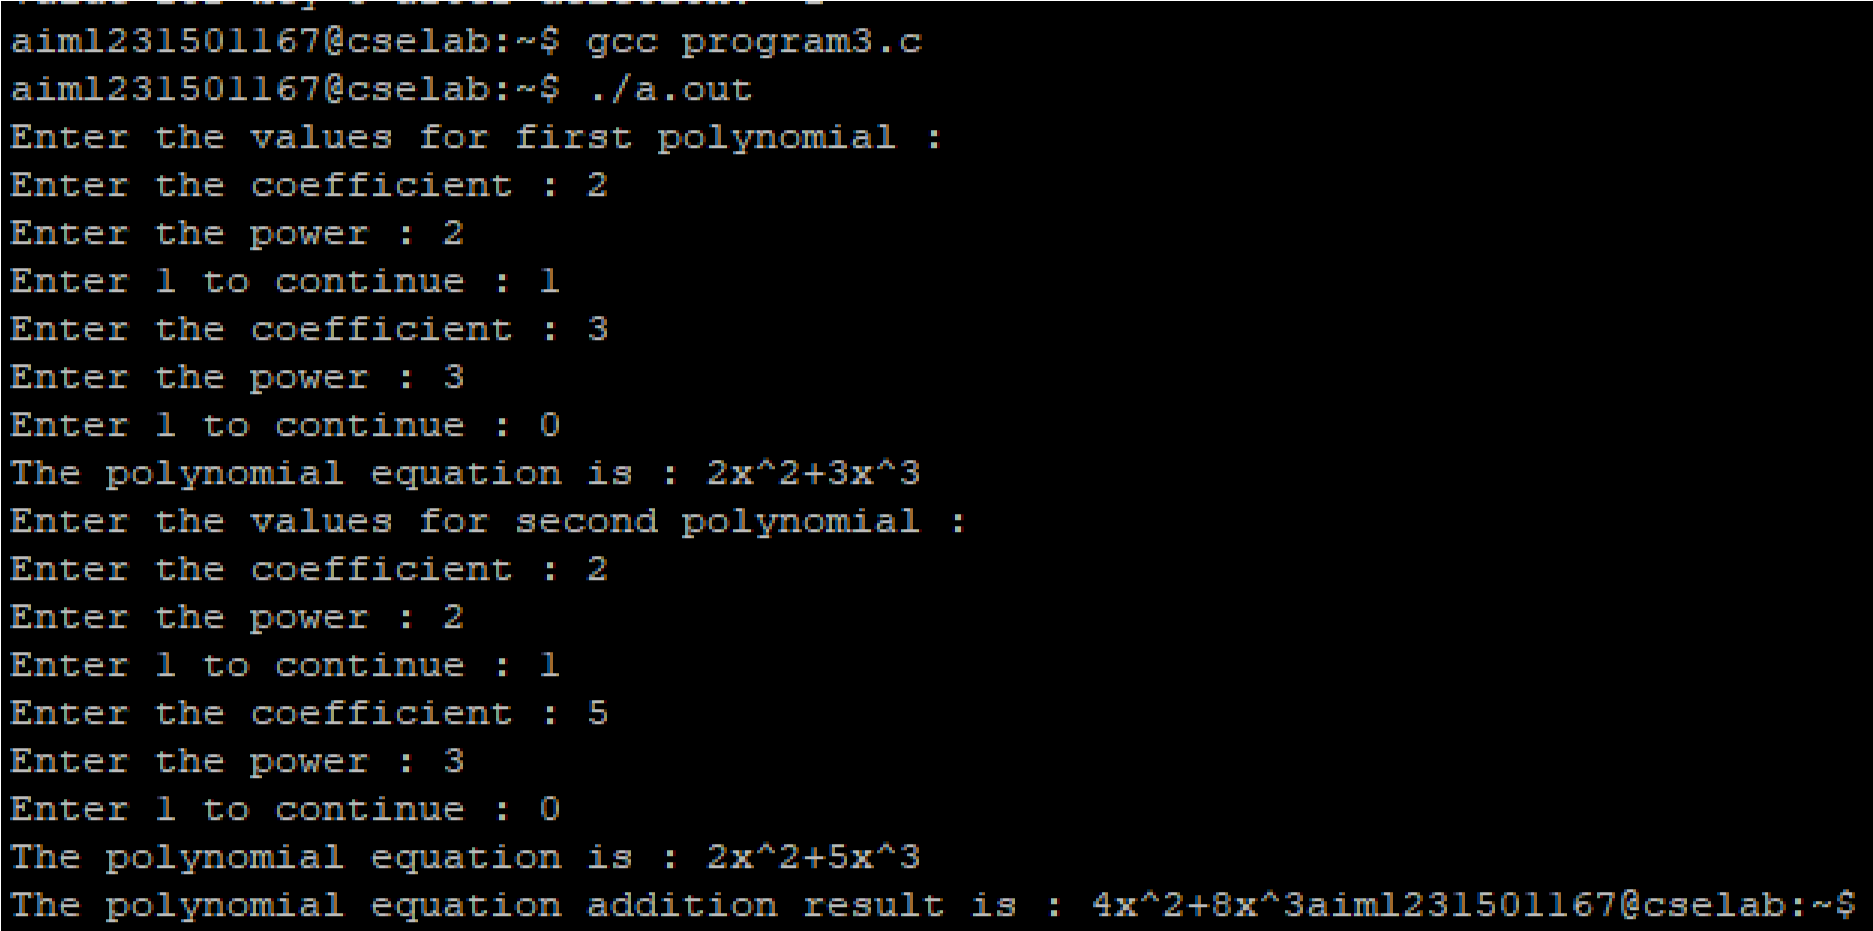 aiml231501167@cselab:~$ gcc program3.c
aiml231501167@cselab:~$ ./a.out
Enter the values for first polynomial :
Enter the coefficient : 2
Enter the power : 2
Enter 1 to continue : 1
Enter the coefficient : 3
Enter the power : 3
Enter 1 to continue : 0
The polynomial equation is : 2x^2+3x^3
Enter the values for second polynomial :
Enter the coefficient : 2
Enter the power : 2
Enter 1 to continue : 1
Enter the coefficient : 5
Enter the power : 3
Enter 1 to continue : 0
The polynomial equation is : 2x^2+5x^3
The polynomial equation addition result is : 4x^2+8x^3aiml231501167@cselab:~$